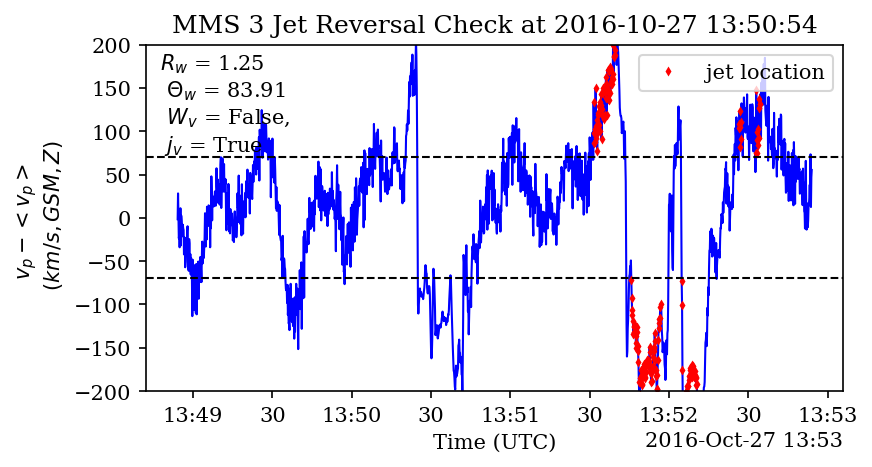 MMS 3 Jet Reversal Check at 2016-10-27 13:50:54
200
150
100
50
0
−50
−100
−150
−200
v_p − <v_p>
(km/s, GSM, Z)
R_w = 1.25
Θ_w = 83.91
W_v = False,
j_v = True
jet location
13:49 30 13:50 30 13:51 30 13:52 30 13:53
Time (UTC)
2016-Oct-27 13:53